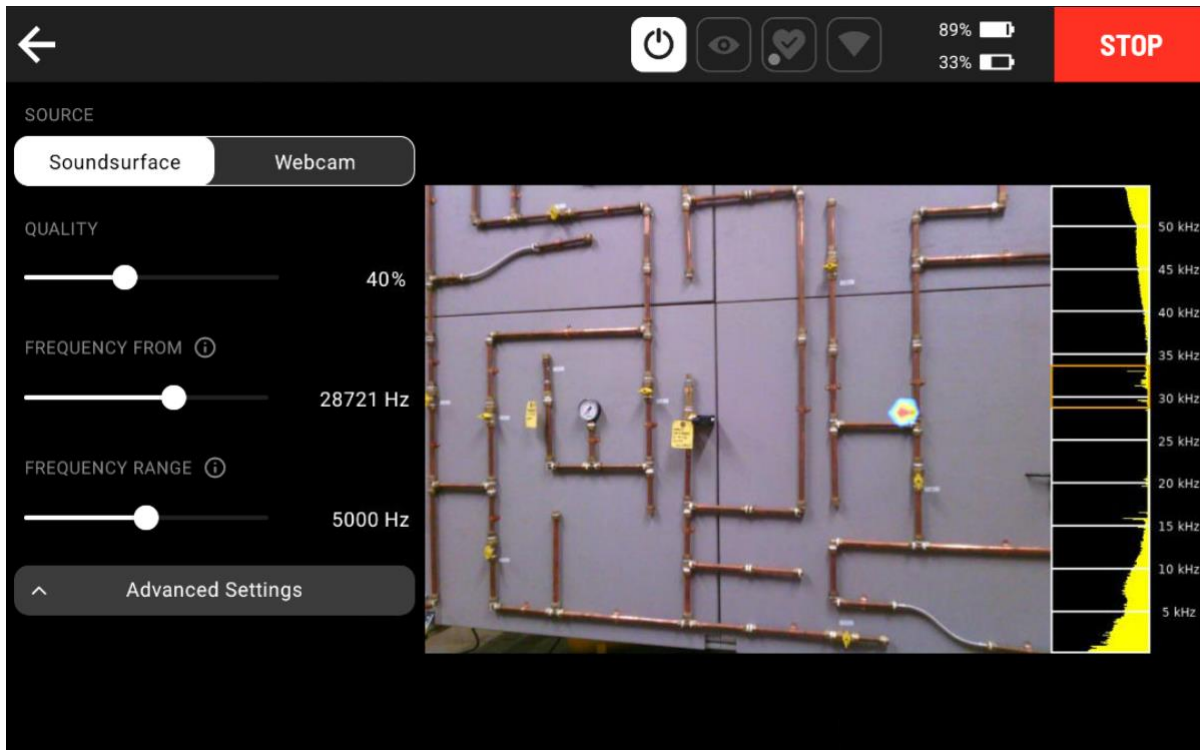 89%
33%
STOP
SOURCE
Soundsurface
Webcam
QUALITY
40%
FREQUENCY FROM
28721 Hz
FREQUENCY RANGE
5000 Hz
Advanced Settings
50 kHz
45 kHz
40 kHz
35 kHz
30 kHz
25 kHz
20 kHz
15 kHz
10 kHz
5 kHz